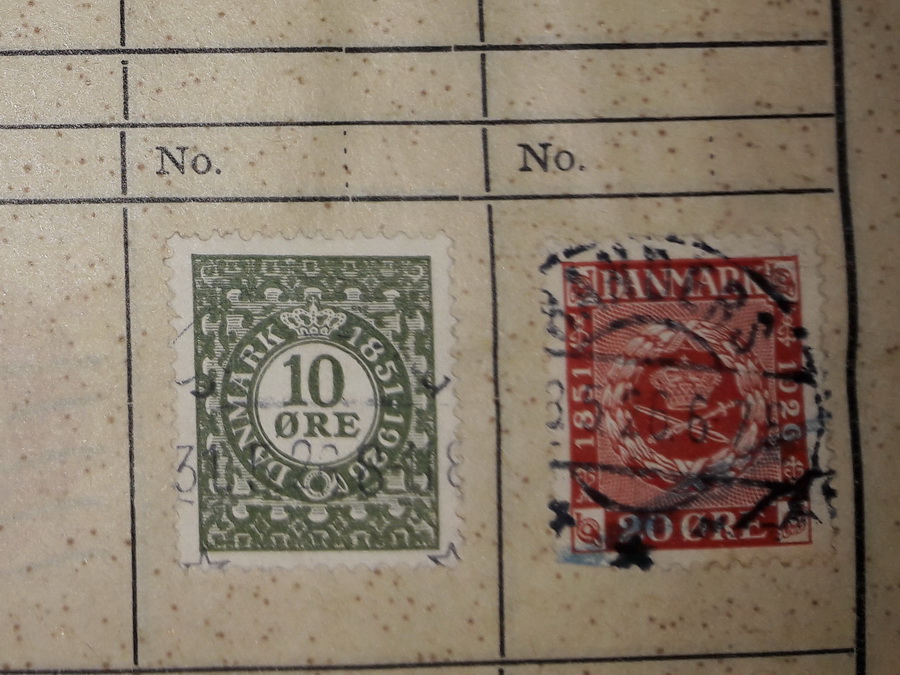 No.
No.
DANMARK 1851-1926
10
ØRE
DANMARK
1851
1926
20 ØRE